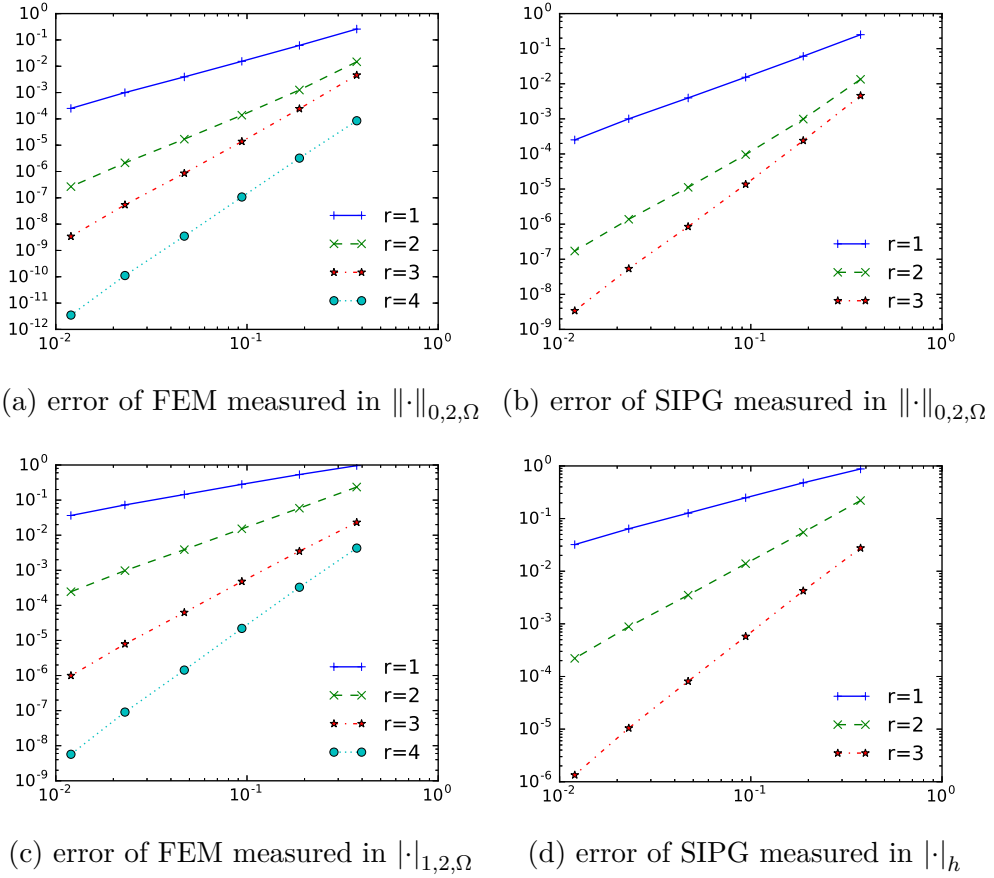 10^0
10^-1
10^-2
10^-3
10^-4
10^-5
10^-6
10^-7
10^-8
10^-9
10^-10
10^-11
10^-12
10^-2 10^-1 10^0
r=1
r=2
r=3
r=4
(a) error of FEM measured in ‖·‖_{0,2,Ω}
10^0
10^-1
10^-2
10^-3
10^-4
10^-5
10^-6
10^-7
10^-8
10^-9
10^-2 10^-1 10^0
r=1
r=2
r=3
(b) error of SIPG measured in ‖·‖_{0,2,Ω}
10^0
10^-1
10^-2
10^-3
10^-4
10^-5
10^-6
10^-7
10^-8
10^-9
10^-2 10^-1 10^0
r=1
r=2
r=3
r=4
(c) error of FEM measured in |·|_{1,2,Ω}
10^0
10^-1
10^-2
10^-3
10^-4
10^-5
10^-6
10^-2 10^-1 10^0
r=1
r=2
r=3
(d) error of SIPG measured in |·|_h